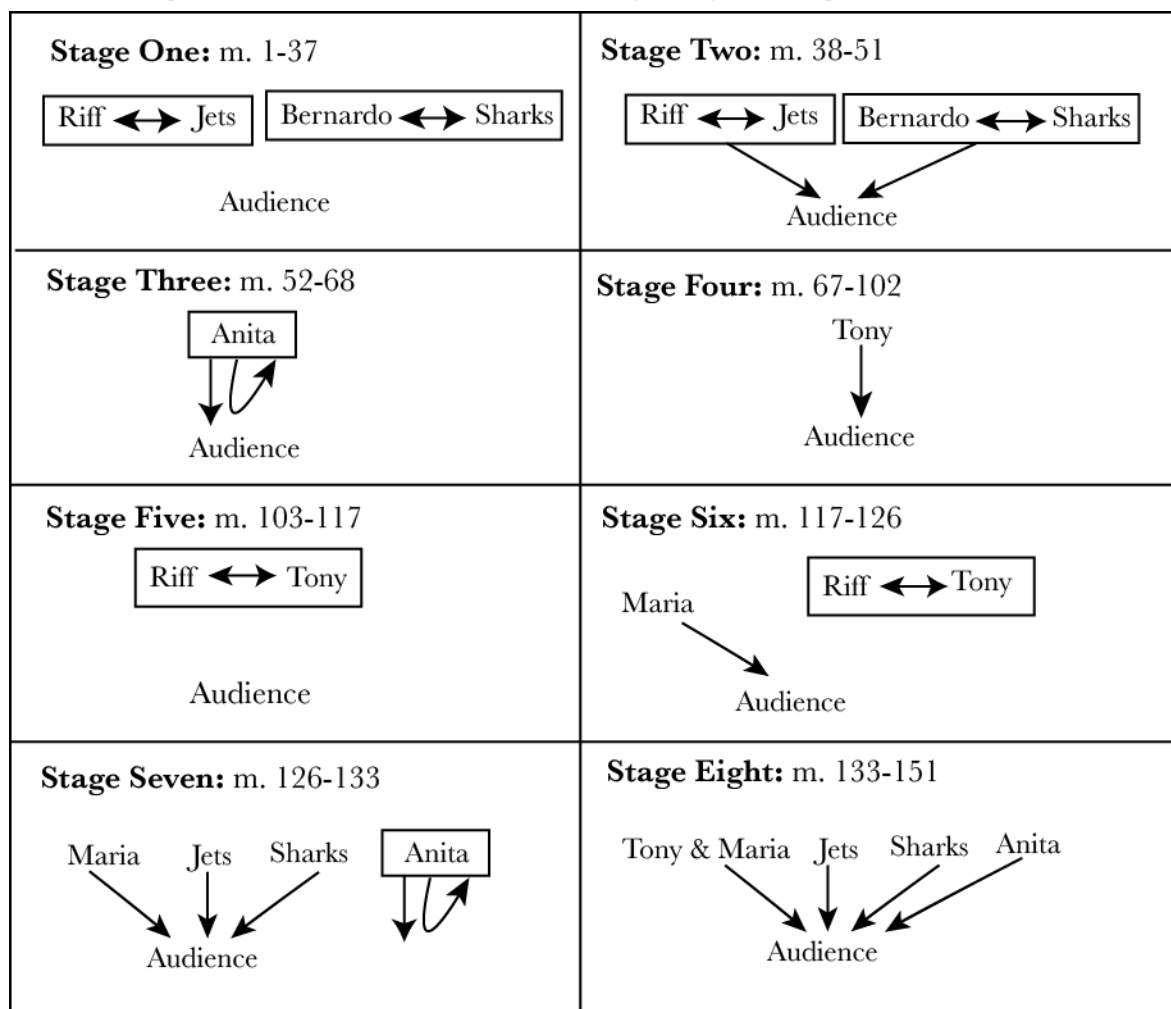 Stage One: m. 1-37
Riff Jets Bernardo Sharks
Audience
Stage Two: m. 38-51
Riff Jets Bernardo Sharks
Audience
Stage Three: m. 52-68
Anita
Audience
Stage Four: m. 67-102
Tony
Audience
Stage Five: m. 103-117
Riff Tony
Audience
Stage Six: m. 117-126
Riff Tony
Maria
Audience
Stage Seven: m. 126-133
Maria Jets Sharks Anita
Audience
Stage Eight: m. 133-151
Tony & Maria Jets Sharks Anita
Audience